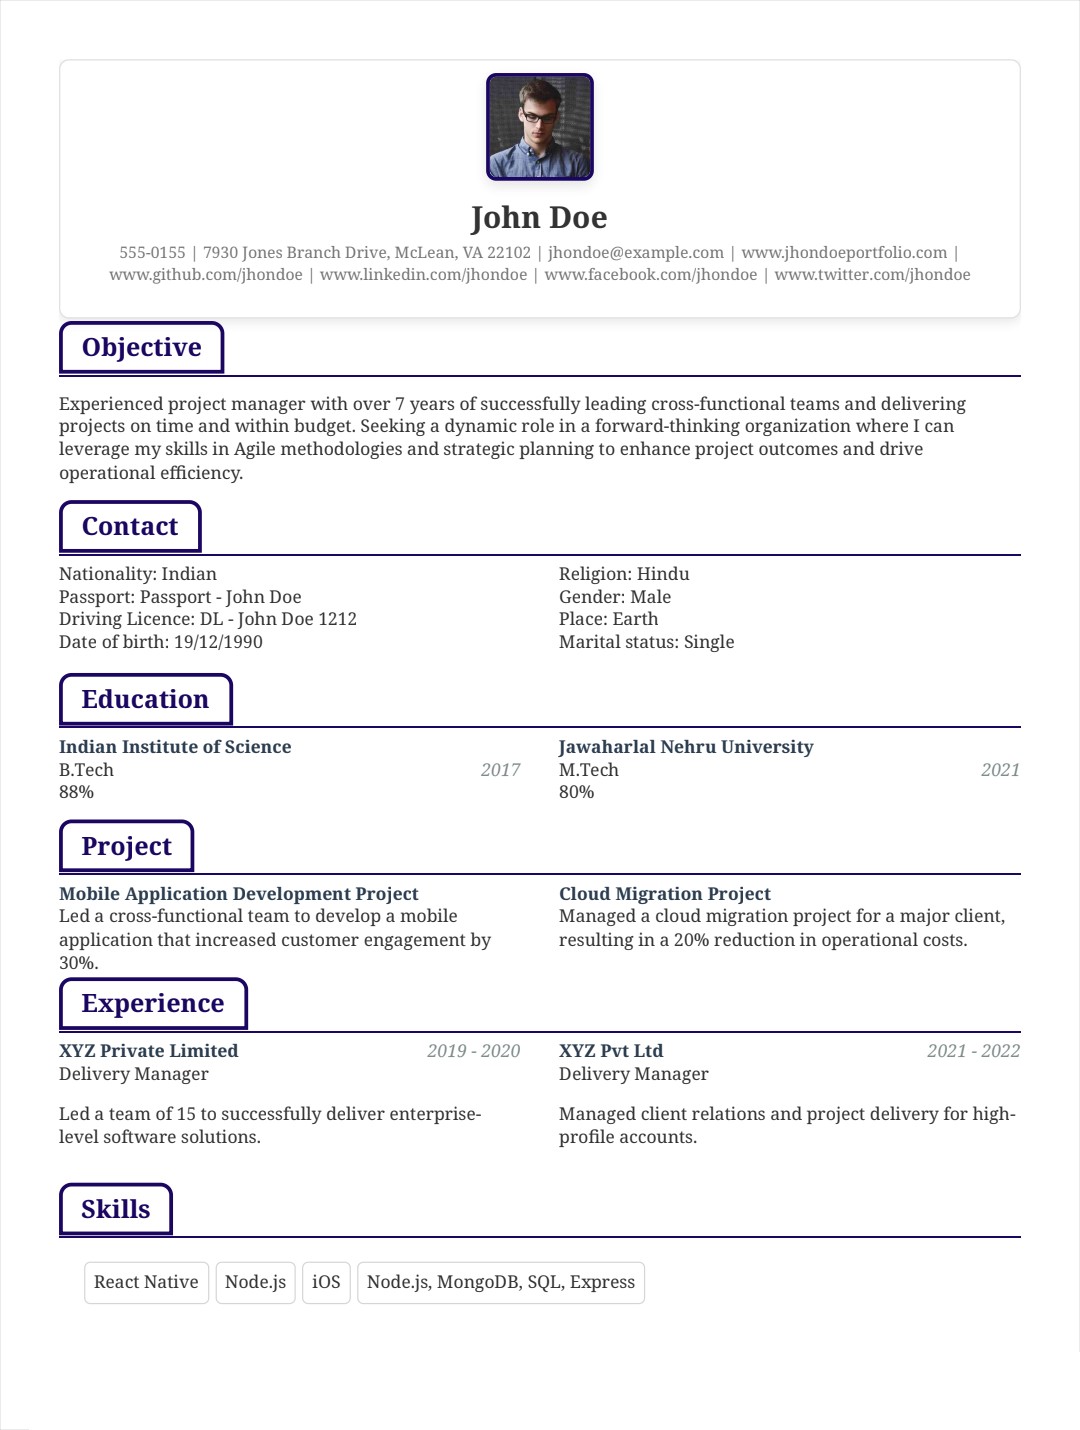 John Doe
555-0155 | 7930 Jones Branch Drive, McLean, VA 22102 | jhondoe@example.com | www.jhondoeportfolio.com |
www.github.com/jhondoe | www.linkedin.com/jhondoe | www.facebook.com/jhondoe | www.twitter.com/jhondoe
Objective
Experienced project manager with over 7 years of successfully leading cross-functional teams and delivering
projects on time and within budget. Seeking a dynamic role in a forward-thinking organization where I can
leverage my skills in Agile methodologies and strategic planning to enhance project outcomes and drive
operational efficiency.
Contact
Nationality: Indian
Passport: Passport - John Doe
Driving Licence: DL - John Doe 1212
Date of birth: 19/12/1990
Religion: Hindu
Gender: Male
Place: Earth
Marital status: Single
Education
Indian Institute of Science
B.Tech 2017
88%
Jawaharlal Nehru University
M.Tech 2021
80%
Project
Mobile Application Development Project
Led a cross-functional team to develop a mobile
application that increased customer engagement by
30%.
Cloud Migration Project
Managed a cloud migration project for a major client,
resulting in a 20% reduction in operational costs.
Experience
XYZ Private Limited 2019 - 2020
Delivery Manager
Led a team of 15 to successfully deliver enterprise-
level software solutions.
XYZ Pvt Ltd 2021 - 2022
Delivery Manager
Managed client relations and project delivery for high-
profile accounts.
Skills
React Native Node.js iOS Node.js, MongoDB, SQL, Express